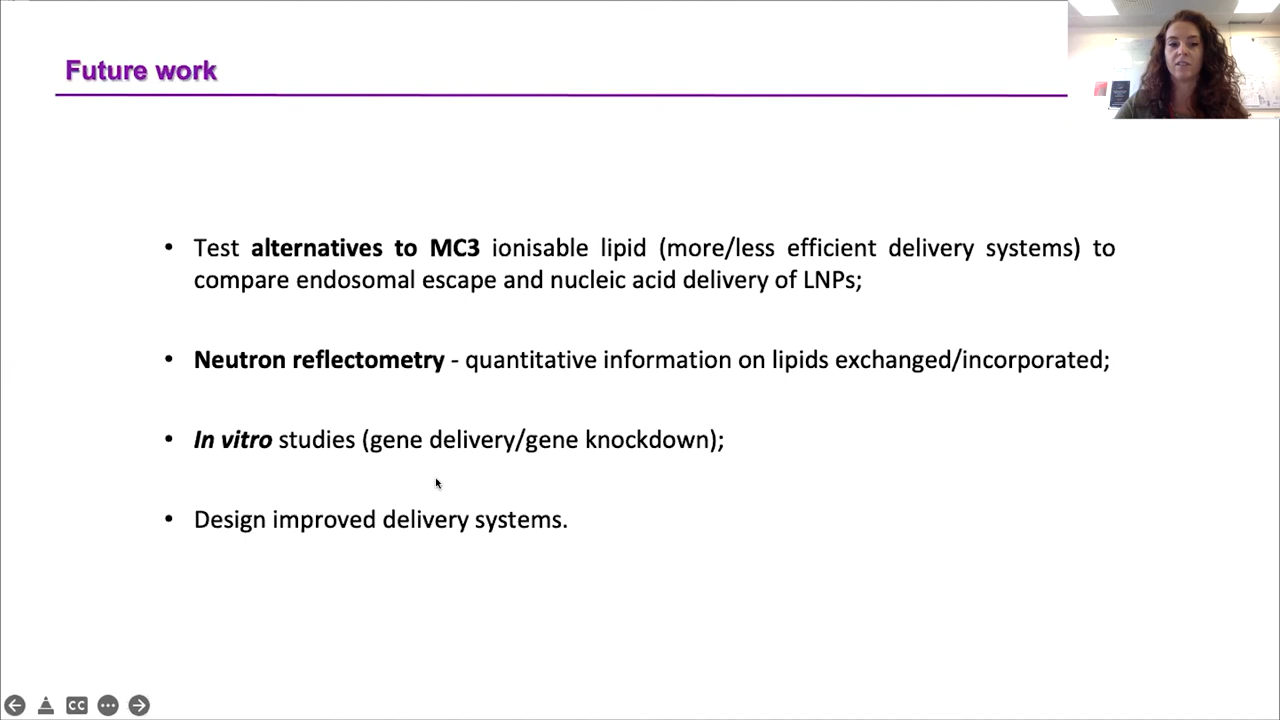 Future work
• Test alternatives to MC3 ionisable lipid (more/less efficient delivery systems) to
compare endosomal escape and nucleic acid delivery of LNPs;
• Neutron reflectometry - quantitative information on lipids exchanged/incorporated;
• In vitro studies (gene delivery/gene knockdown);
• Design improved delivery systems.
CC